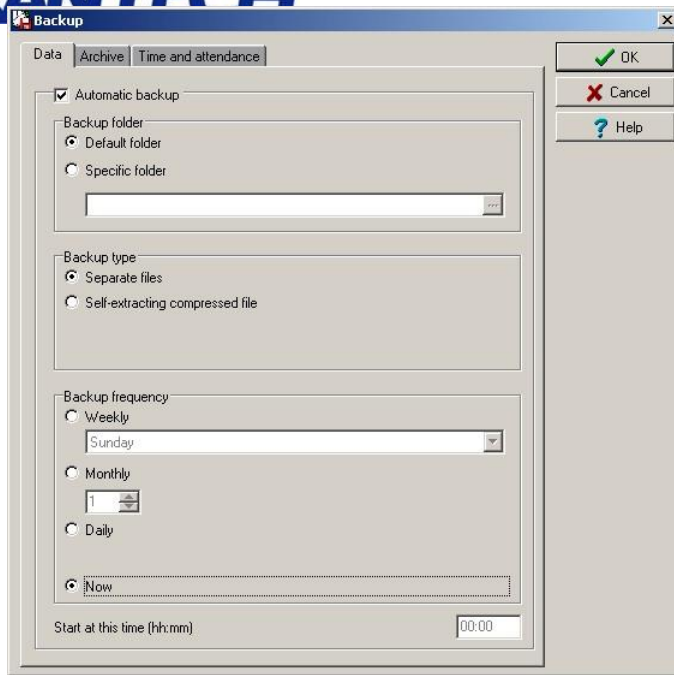 Backup
Data Archive Time and attendance
OK
Cancel
Help
Automatic backup
Backup folder
Default folder
Specific folder
...
Backup type
Separate files
Self-extracting compressed file
Backup frequency
Weekly
Sunday
Monthly
1
Daily
Now
Start at this time (hh:mm) 00:00